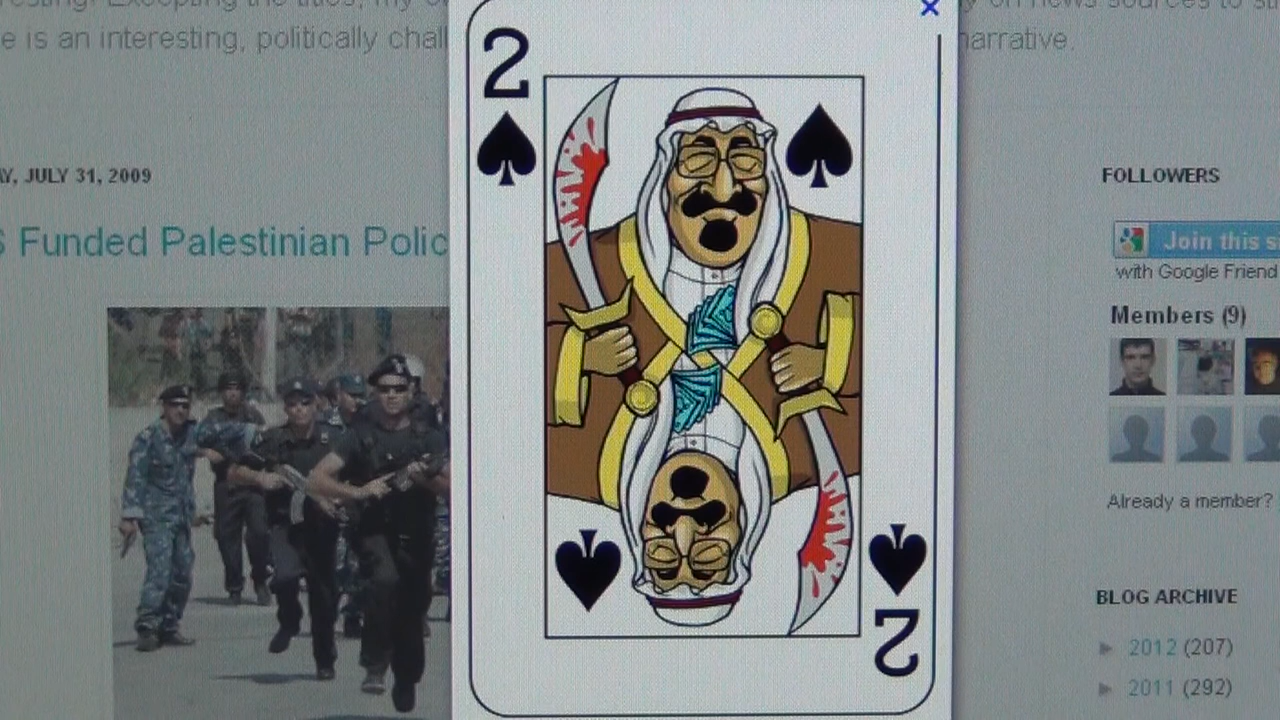 2
e is an interesting, politically chall
narrative.
JULY 31, 2009
Funded Palestinian Polic
FOLLOWERS
Join this s
with Google Friend
Members (9)
Already a member?
BLOG ARCHIVE
2012 (207)
2011 (292)
2